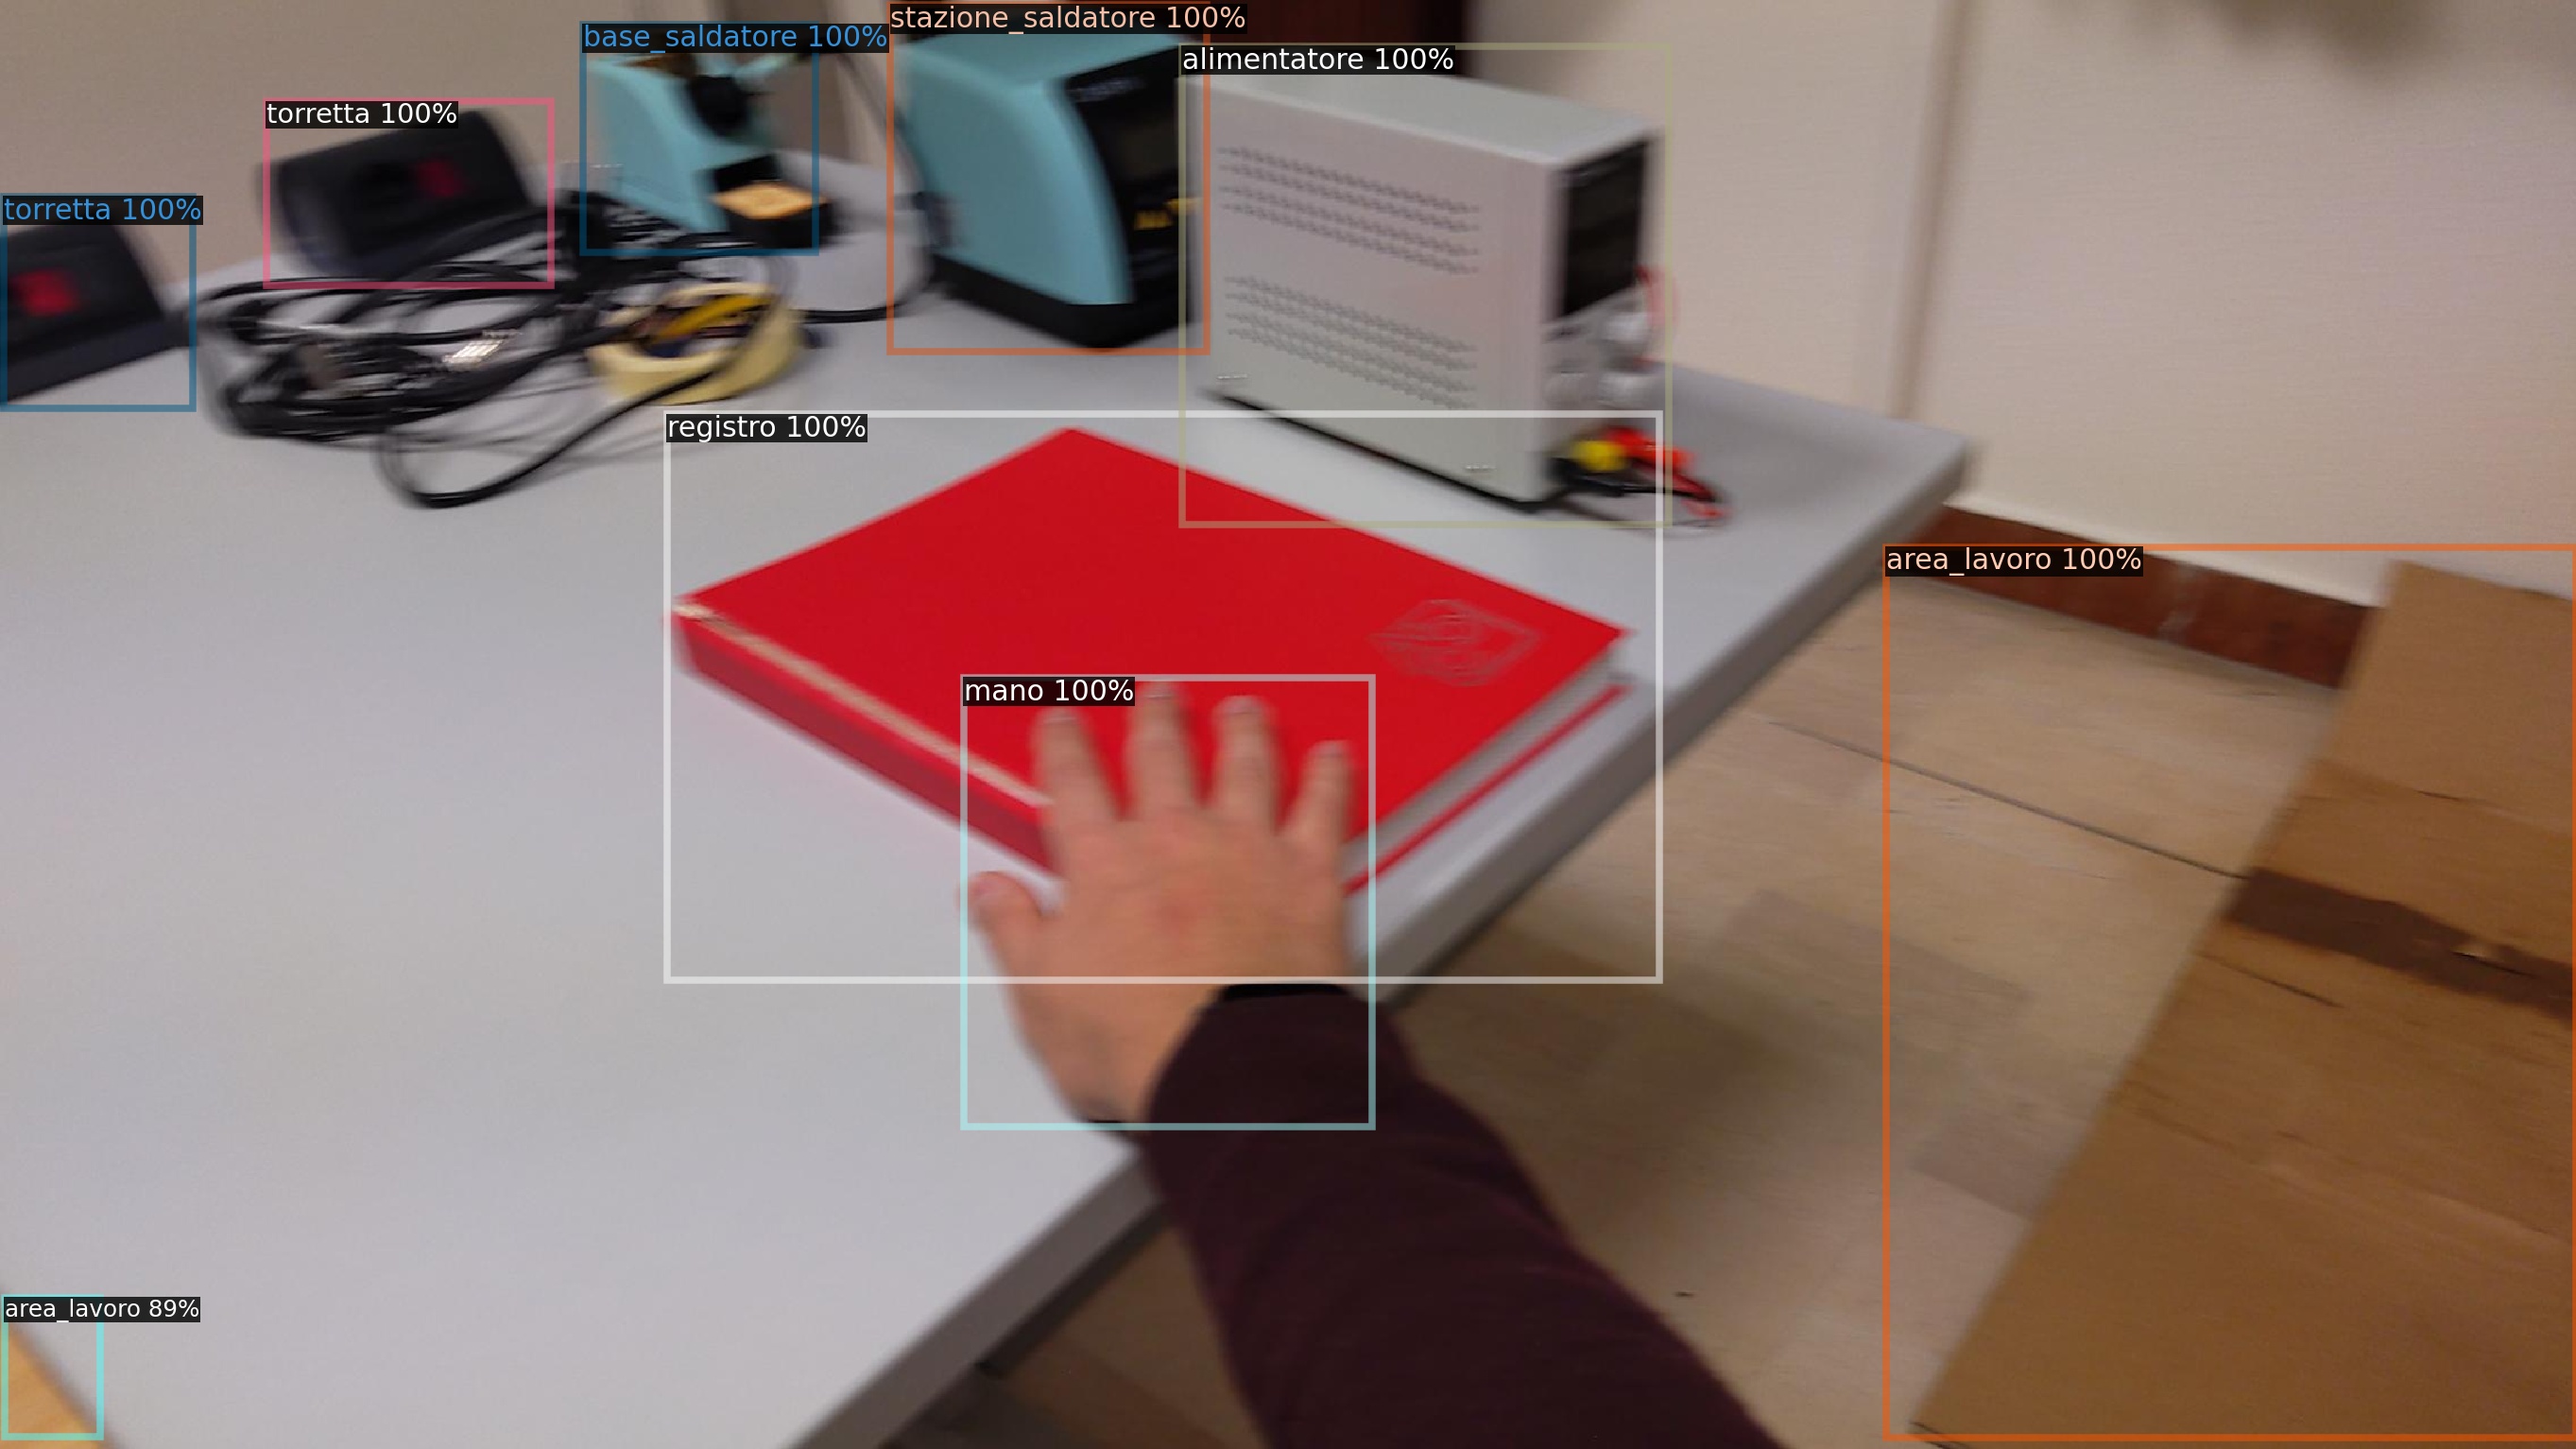 stazione_saldatore 100%
base_saldatore 100%
alimentatore 100%
torretta 100%
torretta 100%
registro 100%
area_lavoro 100%
mano 100%
area_lavoro 89%